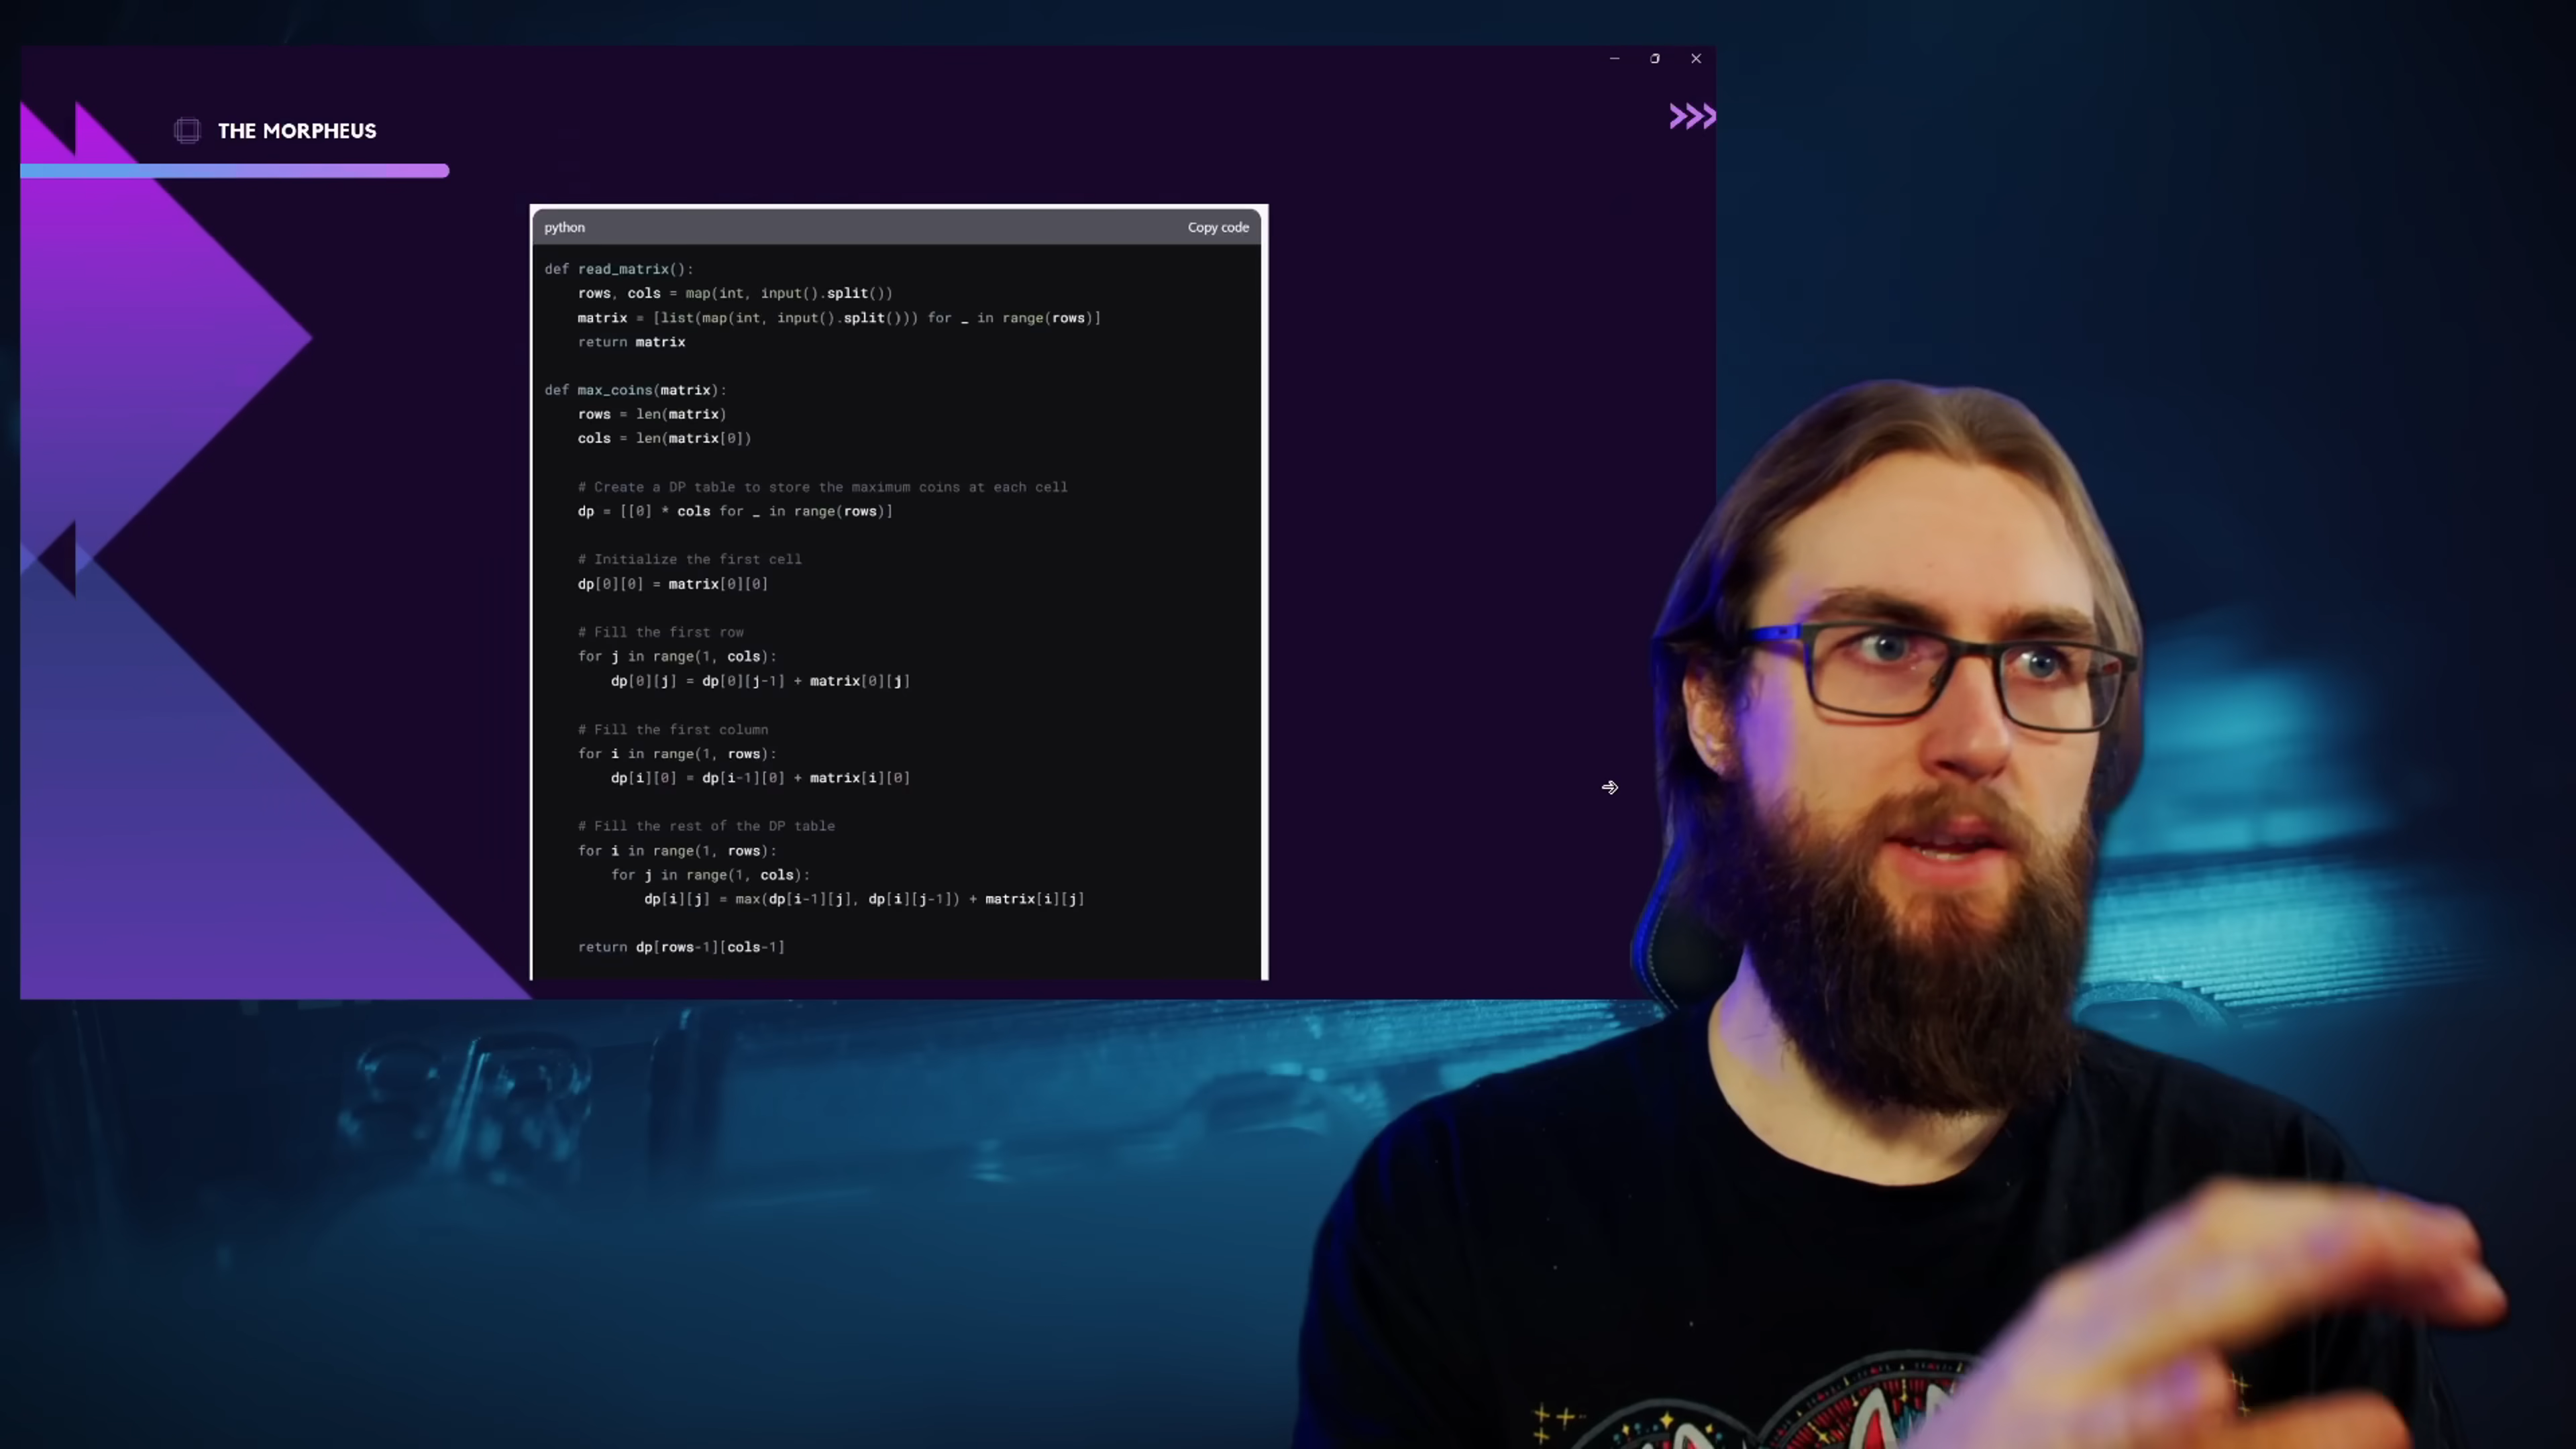 THE MORPHEUS
python
Copy code
def read_matrix():
    rows, cols = map(int, input().split())
    matrix = [list(map(int, input().split())) for _ in range(rows)]
    return matrix
def max_coins(matrix):
    rows = len(matrix)
    cols = len(matrix[0])
    # Create a DP table to store the maximum coins at each cell
    dp = [[0] * cols for _ in range(rows)]
    # Initialize the first cell
    dp[0][0] = matrix[0][0]
    # Fill the first row
    for j in range(1, cols):
        dp[0][j] = dp[0][j-1] + matrix[0][j]
    # Fill the first column
    for i in range(1, rows):
        dp[i][0] = dp[i-1][0] + matrix[i][0]
    # Fill the rest of the DP table
    for i in range(1, rows):
        for j in range(1, cols):
            dp[i][j] = max(dp[i-1][j], dp[i][j-1]) + matrix[i][j]
    return dp[rows-1][cols-1]